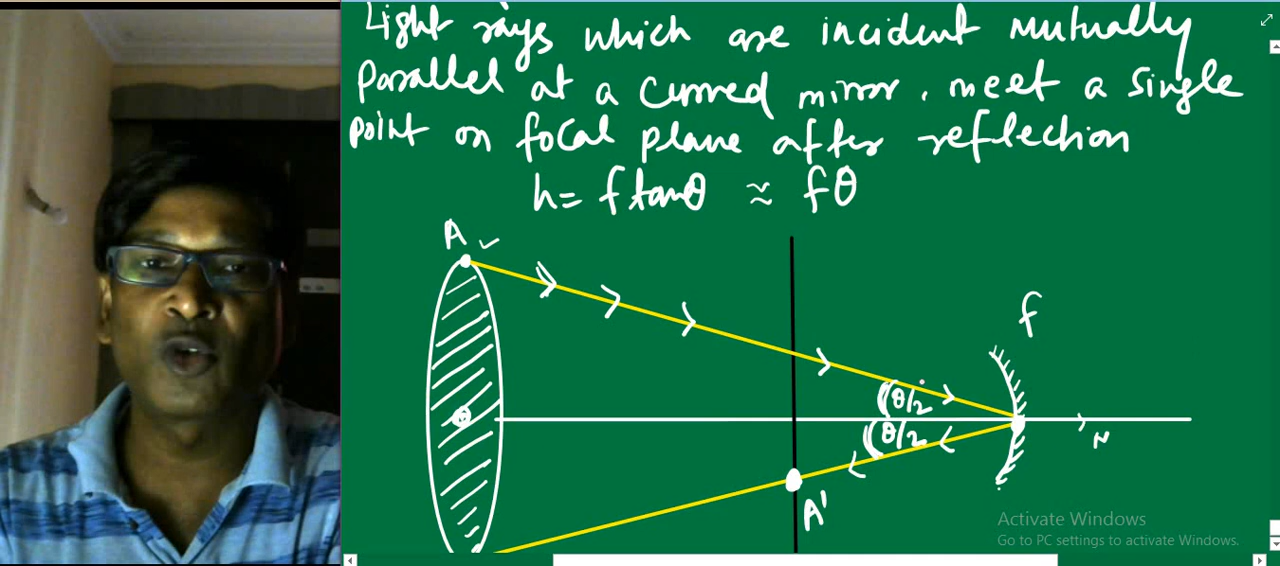 Light rays which are incident mutually
parallel at a curved mirror, meet a single
point on focal plane after reflection
h = f tanθ ≈ fθ
A
f
θ/2
θ/2
A'
Activate Windows
Go to PC settings to activate Windows.